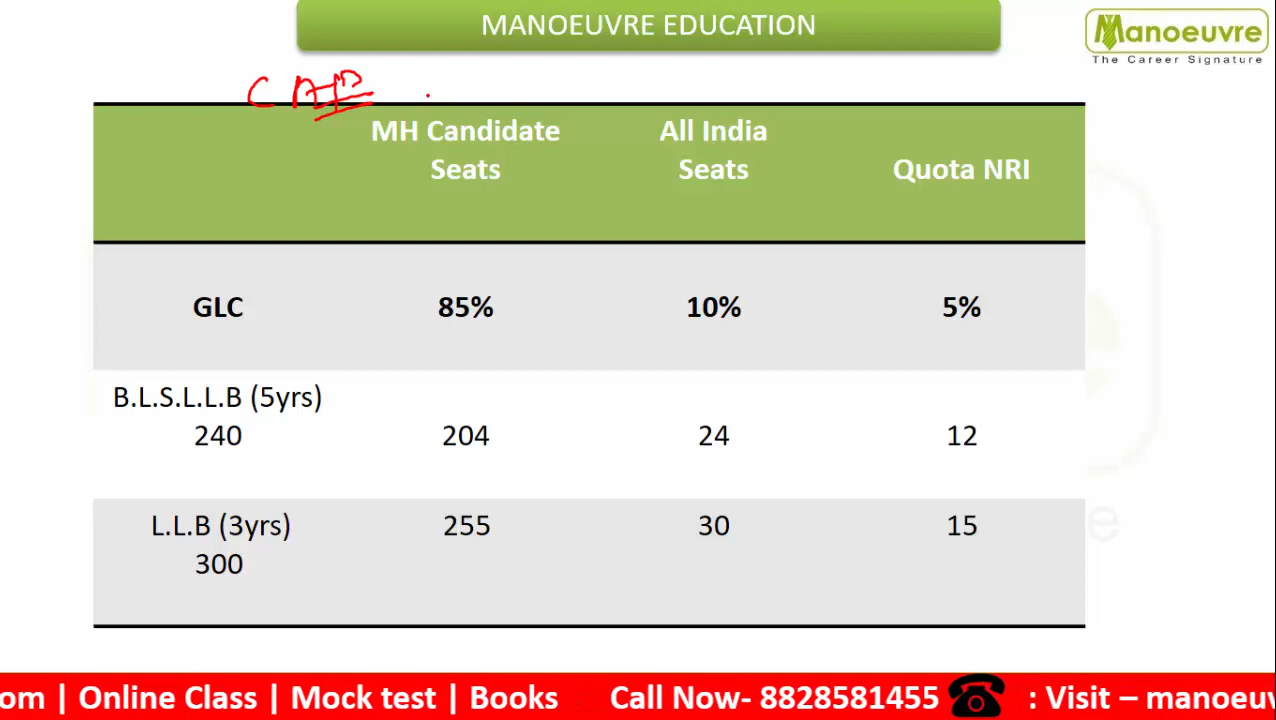 MANOEUVRE EDUCATION
Manoeuvre
The Career Signature
CAP
MH Candidate Seats
All India Seats
Quota NRI
GLC 85% 10% 5%
B.L.S.L.L.B (5yrs)
240 204 24 12
L.L.B (3yrs) 255 30 15
300
om | Online Class | Mock test | Books Call Now- 8828581455 : Visit – manoeuv